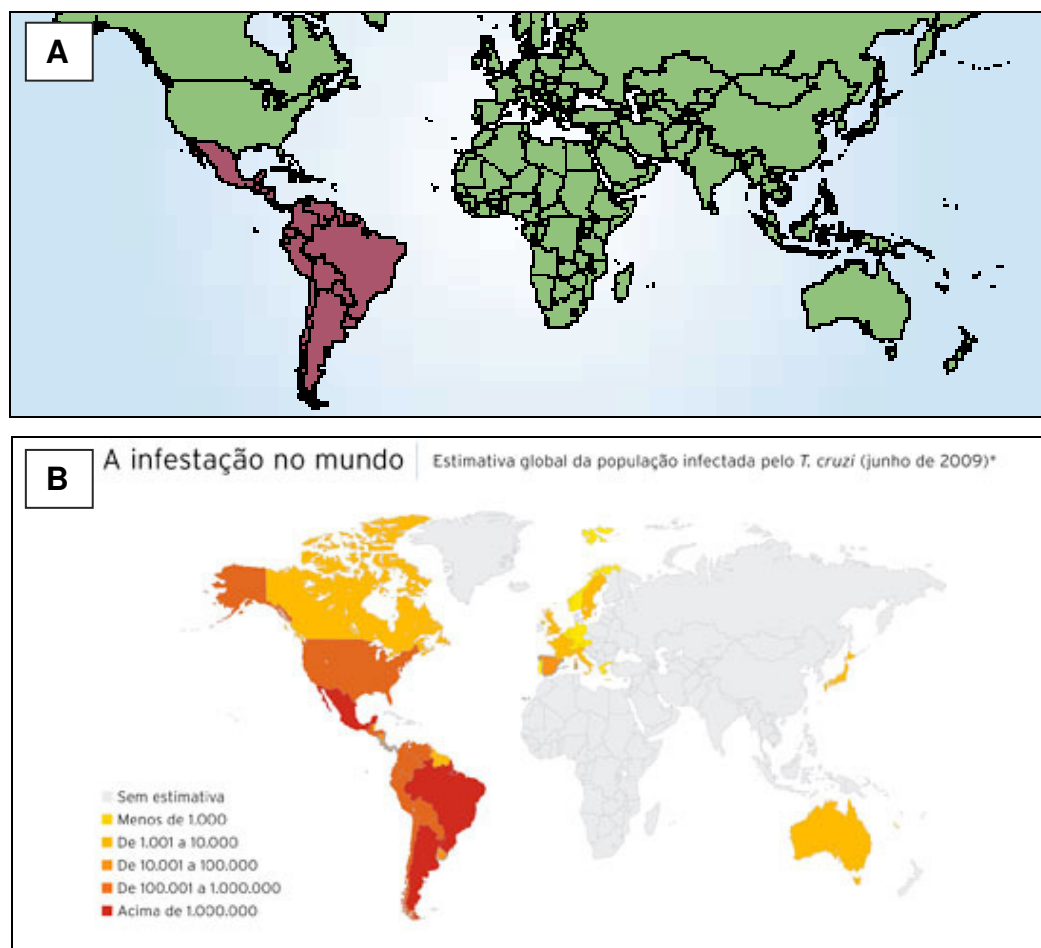 A
B
A infestação no mundo
Estimativa global da população infectada pelo T. cruzi (junho de 2009)*
Sem estimativa
Menos de 1.000
De 1.001 a 10.000
De 10.001 a 100.000
De 100.001 a 1.000.000
Acima de 1.000.000